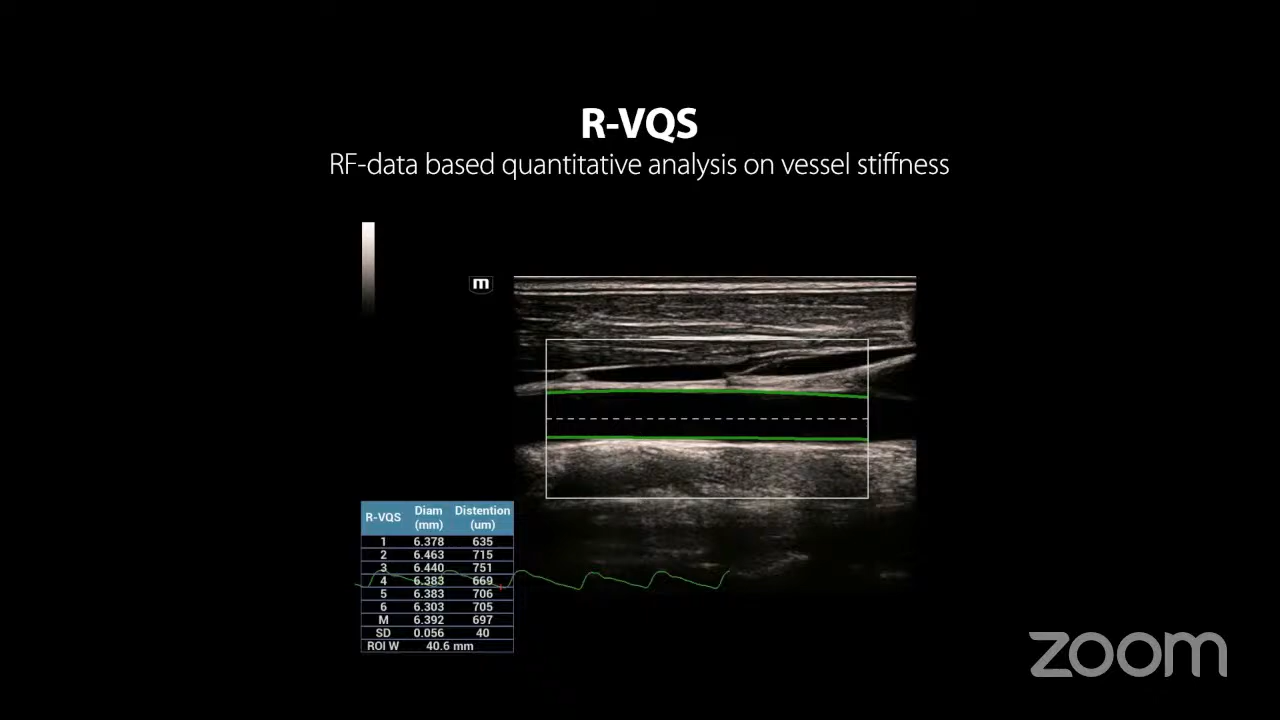 R-VQS
RF-data based quantitative analysis on vessel stiffness
m
R-VQS Diam (mm) Distention (um)
1 6.378 635
2 6.463 715
3 6.440 751
4 6.383 669
5 6.383 706
6 6.303 705
M 6.392 697
SD 0.056 40
ROI W 40.6 mm
zoom